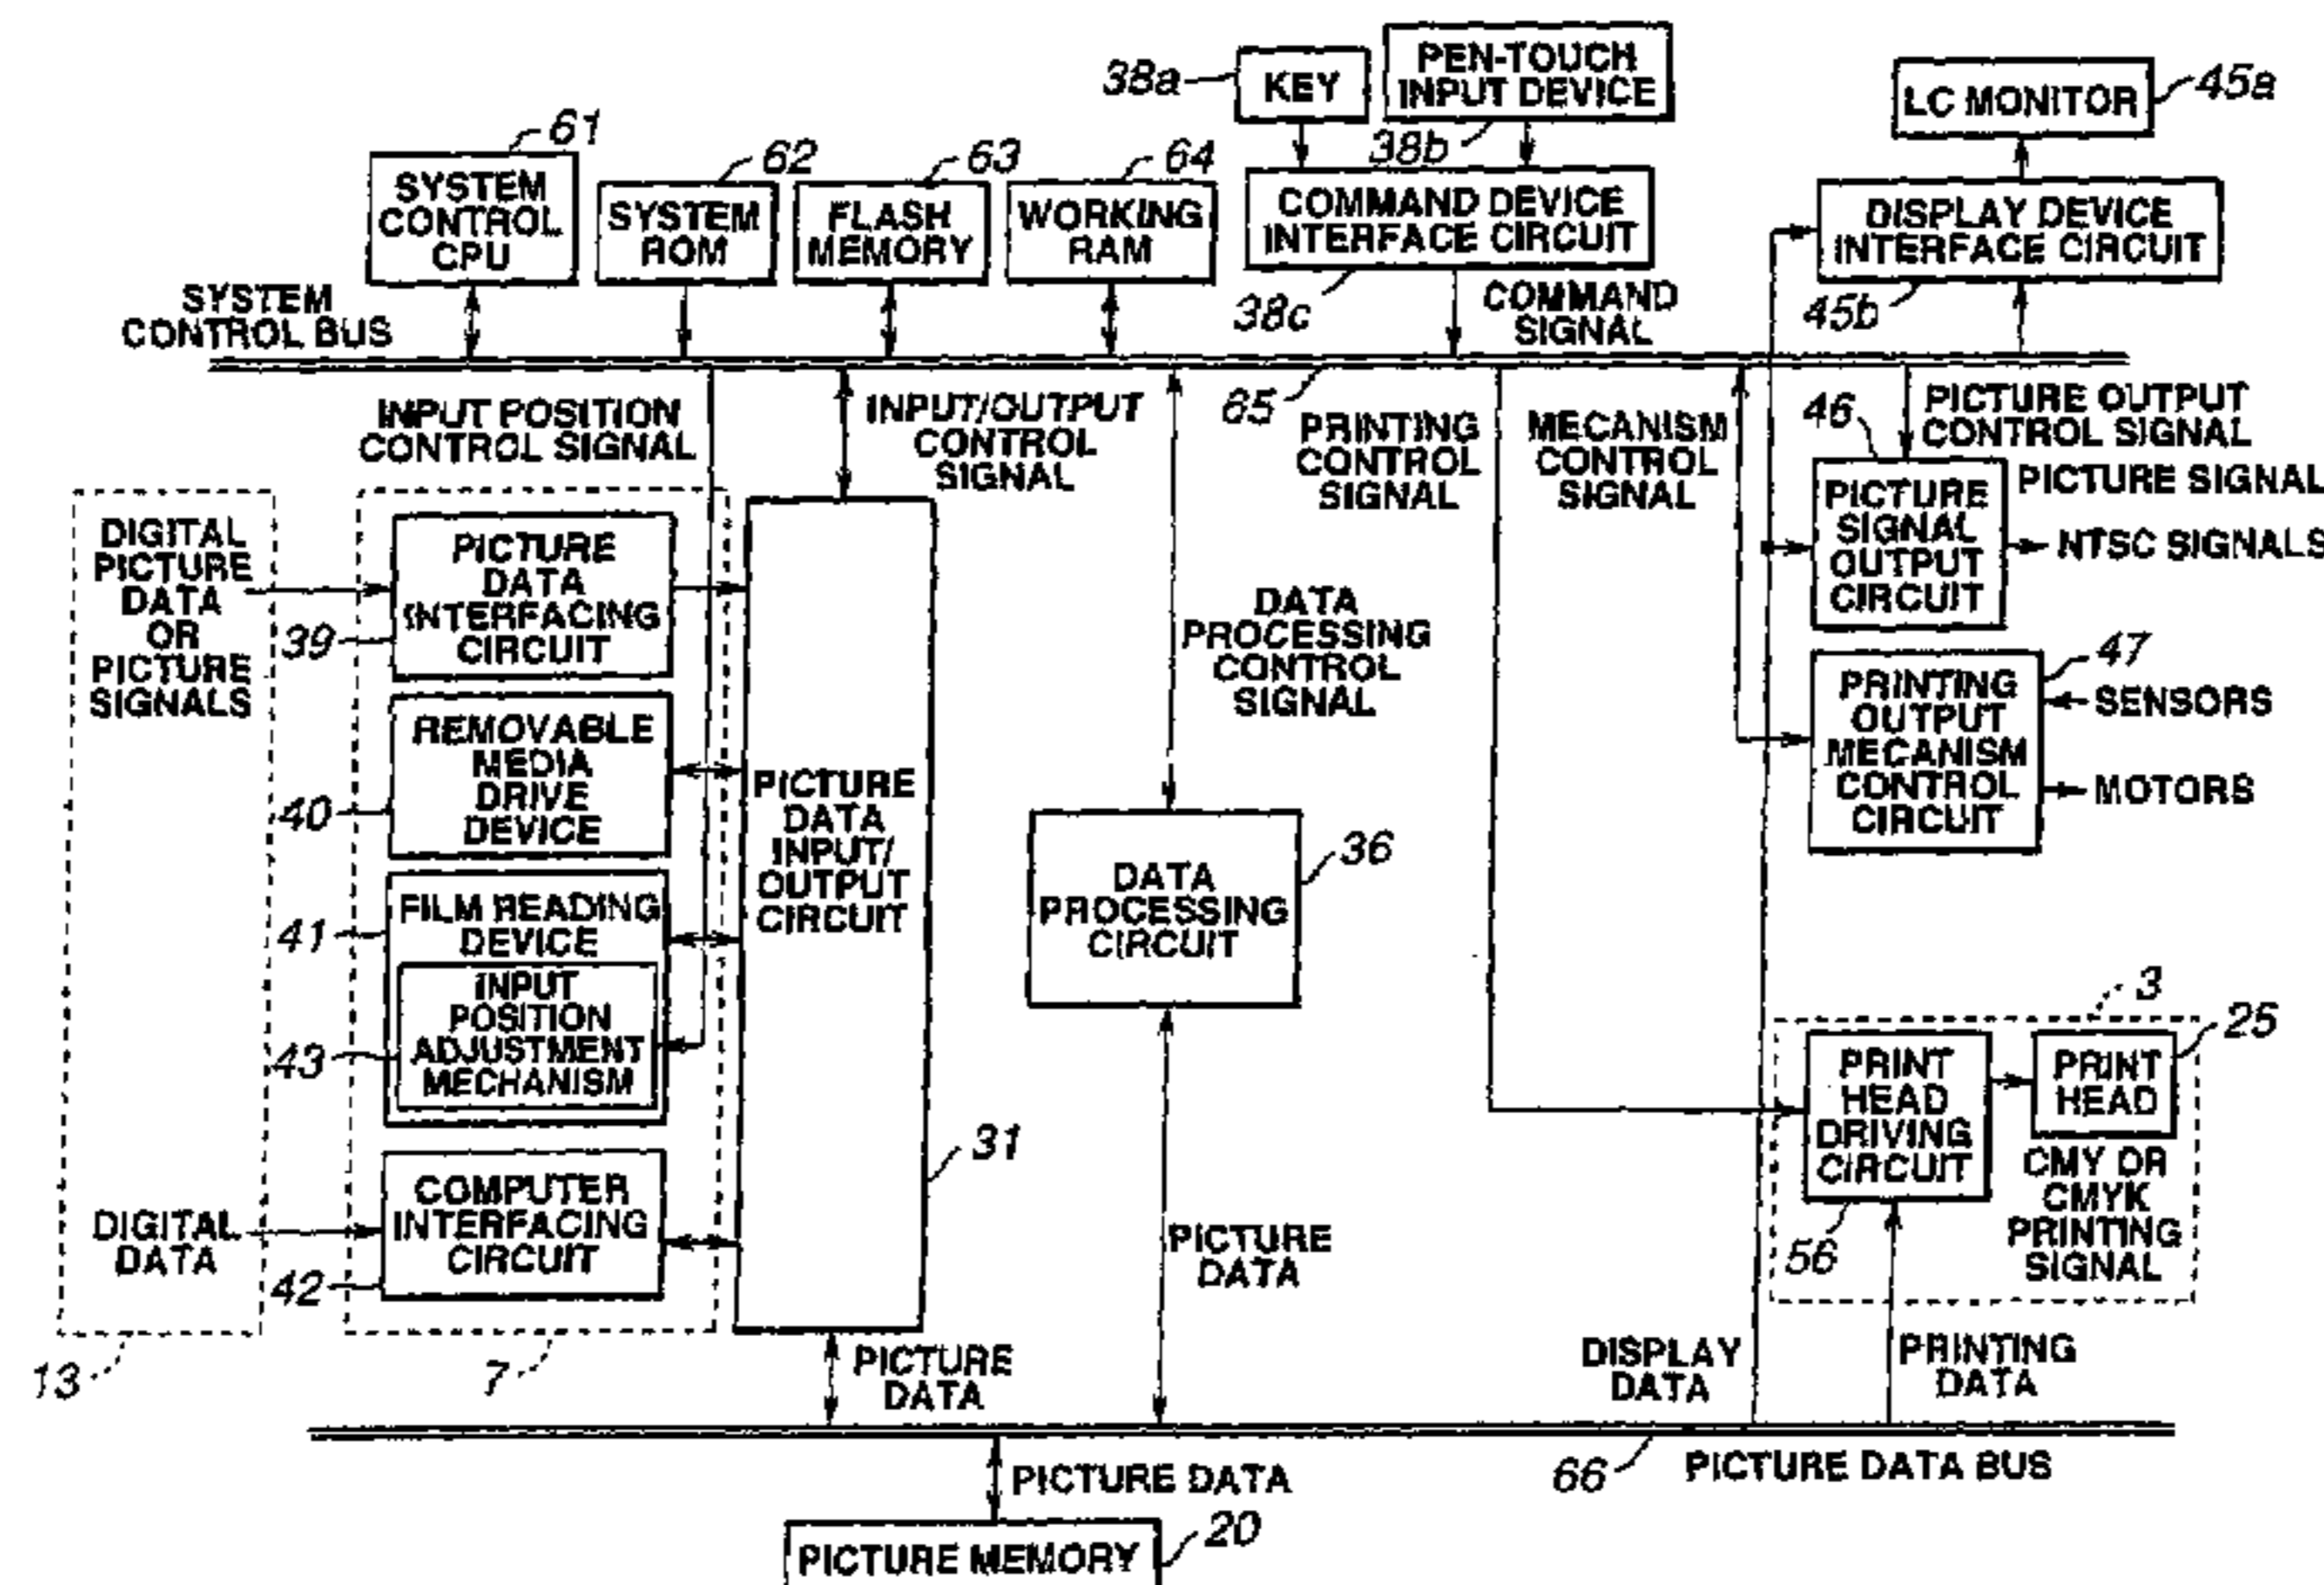 38a
KEY
PEN-TOUCH
INPUT DEVICE
38b
LC MONITOR
45a
61
SYSTEM
CONTROL
CPU
62
SYSTEM
ROM
63
FLASH
MEMORY
64
WORKING
RAM
COMMAND DEVICE
INTERFACE CIRCUIT
38c
COMMAND
SIGNAL
DISPLAY DEVICE
INTERFACE CIRCUIT
45b
SYSTEM
CONTROL BUS
65
INPUT POSITION
CONTROL SIGNAL
INPUT/OUTPUT
CONTROL
SIGNAL
PRINTING
CONTROL
SIGNAL
MECANISM
CONTROL
SIGNAL
46
PICTURE OUTPUT
CONTROL SIGNAL
PICTURE SIGNAL
PICTURE
SIGNAL
OUTPUT
CIRCUIT
NTSC SIGNALS
DIGITAL
PICTURE
DATA
OR
PICTURE
SIGNALS
39
PICTURE
DATA
INTERFACING
CIRCUIT
DATA
PROCESSING
CONTROL
SIGNAL
47
PRINTING
OUTPUT
MECANISM
CONTROL
CIRCUIT
SENSORS
MOTORS
40
REMOVABLE
MEDIA
DRIVE
DEVICE
PICTURE
DATA
INPUT/
OUTPUT
CIRCUIT
31
36
DATA
PROCESSING
CIRCUIT
41
FILM READING
DEVICE
43
INPUT
POSITION
ADJUSTMENT
MECHANISM
3
25
PRINT
HEAD
DRIVING
CIRCUIT
56
PRINT
HEAD
CMY OR
CMYK
PRINTING
SIGNAL
DIGITAL
DATA
COMPUTER
INTERFACING
CIRCUIT
42
13
7
PICTURE
DATA
PICTURE
DATA
DISPLAY
DATA
PRINTING
DATA
66
PICTURE DATA BUS
PICTURE DATA
20
PICTURE MEMORY